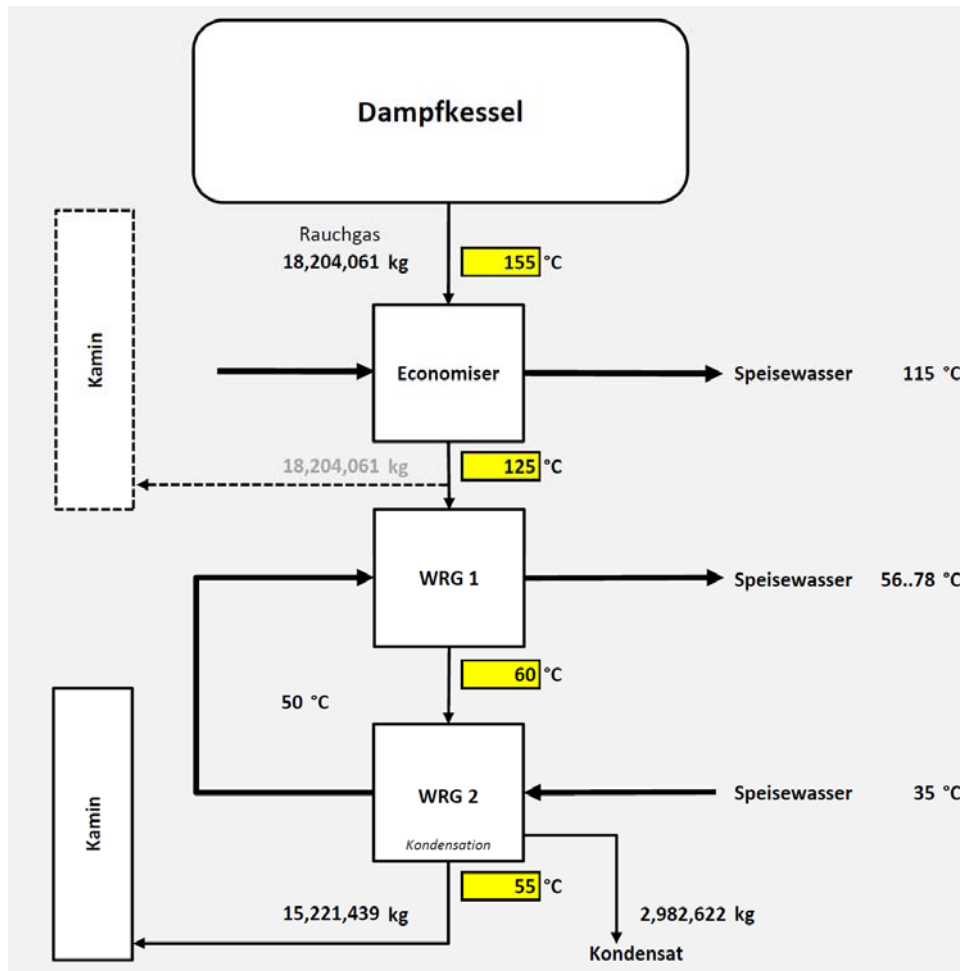 Dampfkessel
Rauchgas
18,204,061 kg
155 °C
Kamin
Economiser
Speisewasser 115 °C
18,204,061 kg
125 °C
WRG 1
Speisewasser 56..78 °C
60 °C
50 °C
Kamin
WRG 2
Kondensation
Speisewasser 35 °C
55 °C
15,221,439 kg
2,982,622 kg
Kondensat